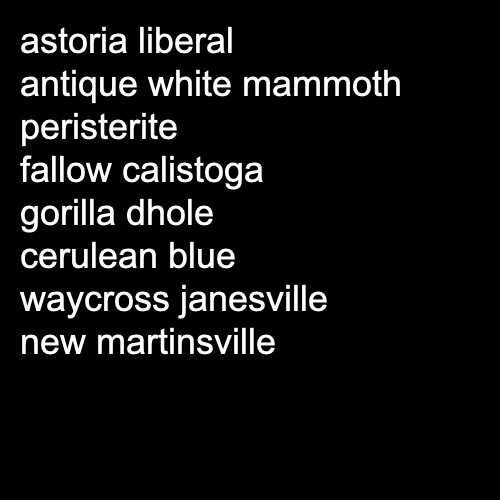 astoria liberal
antique white mammoth
peristerite
fallow calistoga
gorilla dhole
cerulean blue
waycross janesville
new martinsville